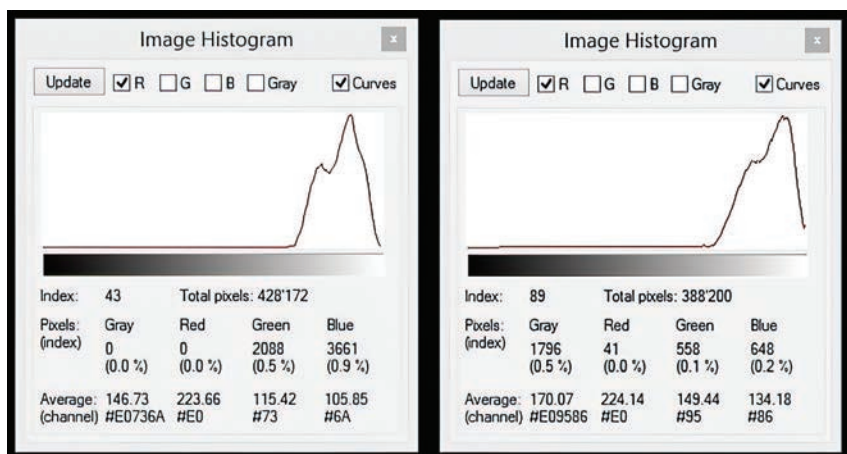 Image Histogram x
Update R G B Gray Curves
Index: 43 Total pixels: 428'172
Pixels: Gray Red Green Blue
(index) 0 0 2088 3661
(0.0 %) (0.0 %) (0.5 %) (0.9 %)
Average: 146.73 223.66 115.42 105.85
(channel) #E0736A #E0 #73 #6A
Image Histogram x
Update R G B Gray Curves
Index: 89 Total pixels: 388'200
Pixels: Gray Red Green Blue
(index) 1796 41 558 648
(0.5 %) (0.0 %) (0.1 %) (0.2 %)
Average: 170.07 224.14 149.44 134.18
(channel) #E09586 #E0 #95 #86